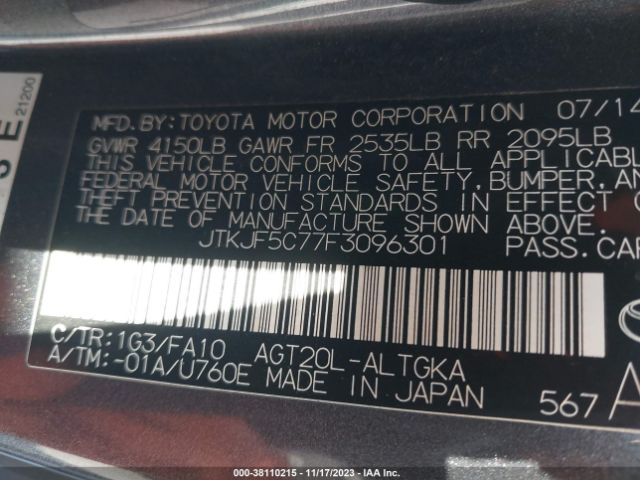 3 E
21200
MFD.BY:TOYOTA MOTOR CORPORATION 07/14
GVWR 4150LB GAWR FR 2535LB RR 2095LB
THIS VEHICLE CONFORMS TO ALL APPLICABL
FEDERAL MOTOR VEHICLE SAFETY,BUMPER,AN
THEFT PREVENTION STANDARDS IN EFFECT O
THE DATE OF MANUFACTURE SHOWN ABOVE.
JTKJF5C77F3096301 PASS.CAR
C/TR:1G3/FA10 AGT20L-ALTGKA
A/TM:-01A/U760E MADE IN JAPAN
567 A
000-38110215 - 11/17/2023 - IAAI